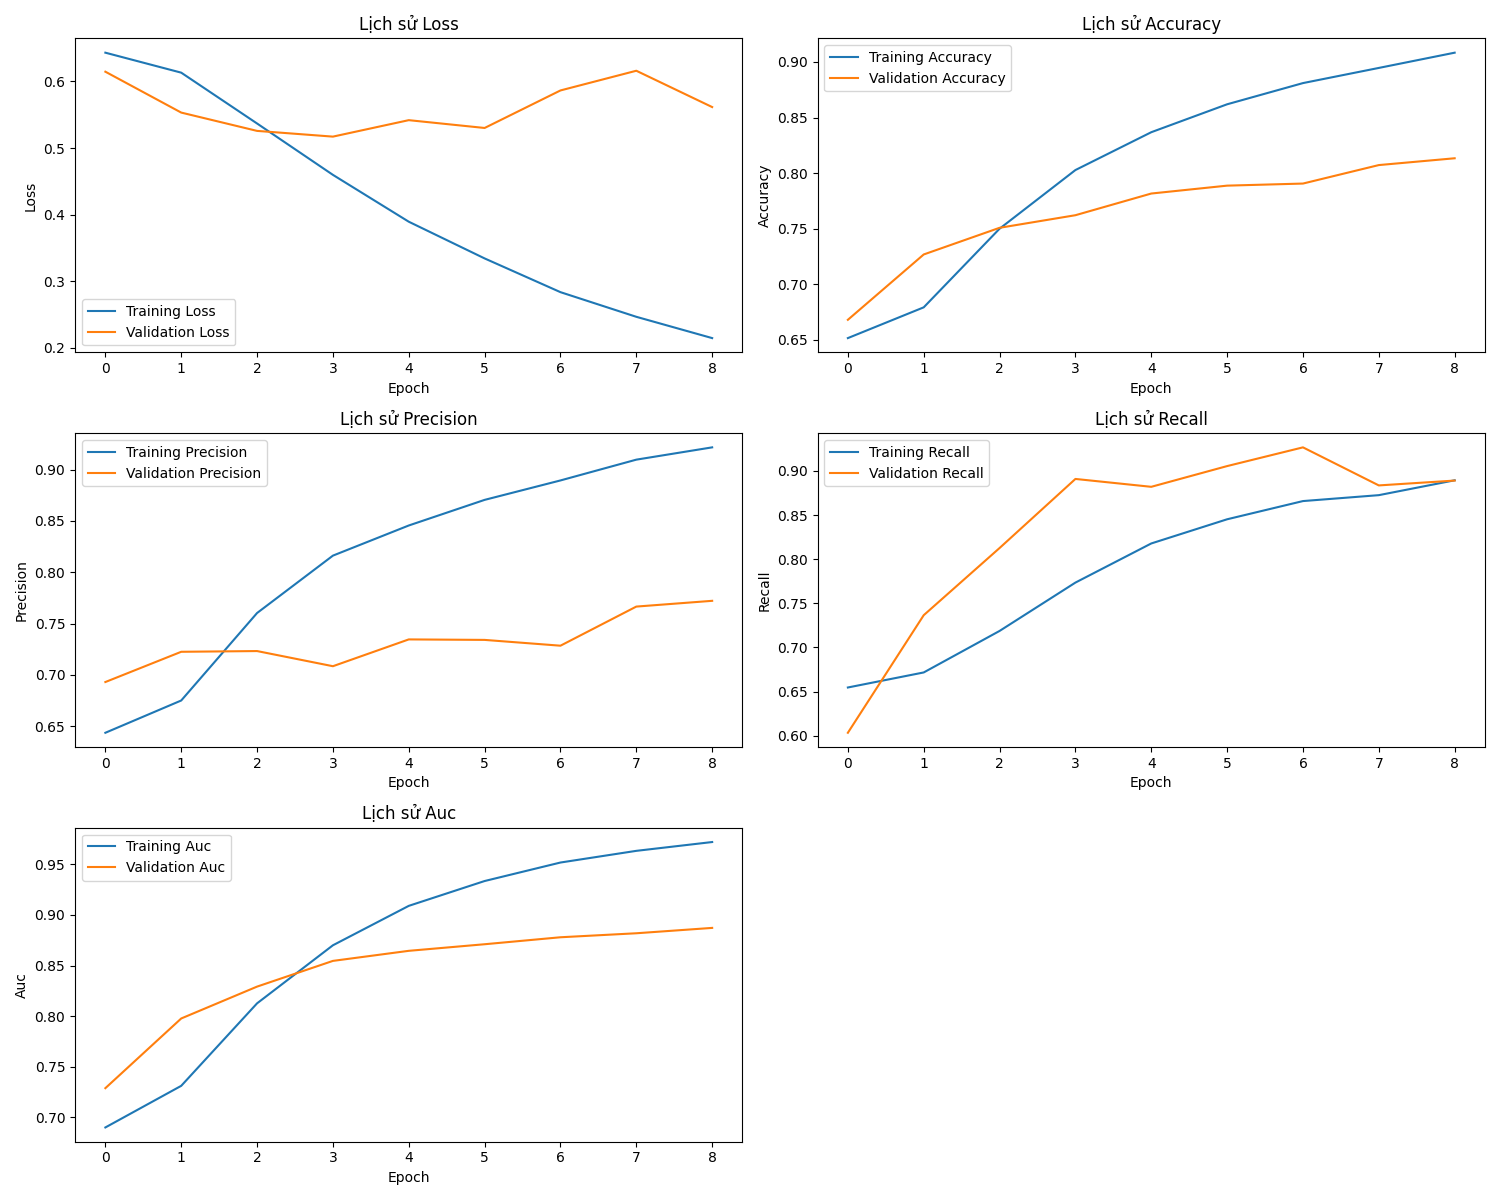 Lịch sử Loss
Loss
0.6
0.5
0.4
0.3
0.2
Training Loss
Validation Loss
0 1 2 3 4 5 6 7 8
Epoch
Lịch sử Accuracy
Accuracy
Training Accuracy
Validation Accuracy
0.90
0.85
0.80
0.75
0.70
0.65
0 1 2 3 4 5 6 7 8
Epoch
Lịch sử Precision
Precision
Training Precision
Validation Precision
0.90
0.85
0.80
0.75
0.70
0.65
0 1 2 3 4 5 6 7 8
Epoch
Lịch sử Recall
Recall
Training Recall
Validation Recall
0.90
0.85
0.80
0.75
0.70
0.65
0.60
0 1 2 3 4 5 6 7 8
Epoch
Lịch sử Auc
Auc
Training Auc
Validation Auc
0.95
0.90
0.85
0.80
0.75
0.70
0 1 2 3 4 5 6 7 8
Epoch